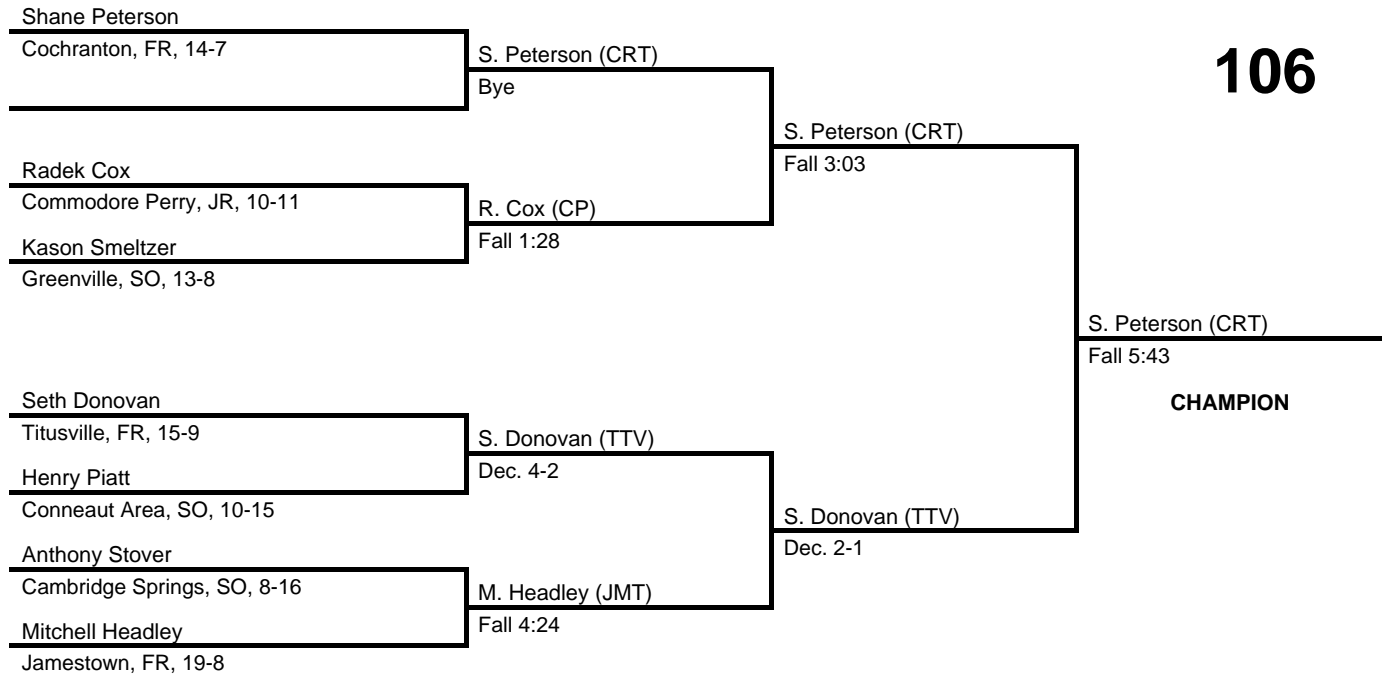 Shane Peterson
Cochranton, FR, 14-7
S. Peterson (CRT)
Bye
106
S. Peterson (CRT)
Fall 3:03
Radek Cox
Commodore Perry, JR, 10-11
R. Cox (CP)
Fall 1:28
Kason Smeltzer
Greenville, SO, 13-8
S. Peterson (CRT)
Fall 5:43
CHAMPION
Seth Donovan
Titusville, FR, 15-9
S. Donovan (TTV)
Dec. 4-2
Henry Piatt
Conneaut Area, SO, 10-15
S. Donovan (TTV)
Dec. 2-1
Anthony Stover
Cambridge Springs, SO, 8-16
M. Headley (JMT)
Fall 4:24
Mitchell Headley
Jamestown, FR, 19-8